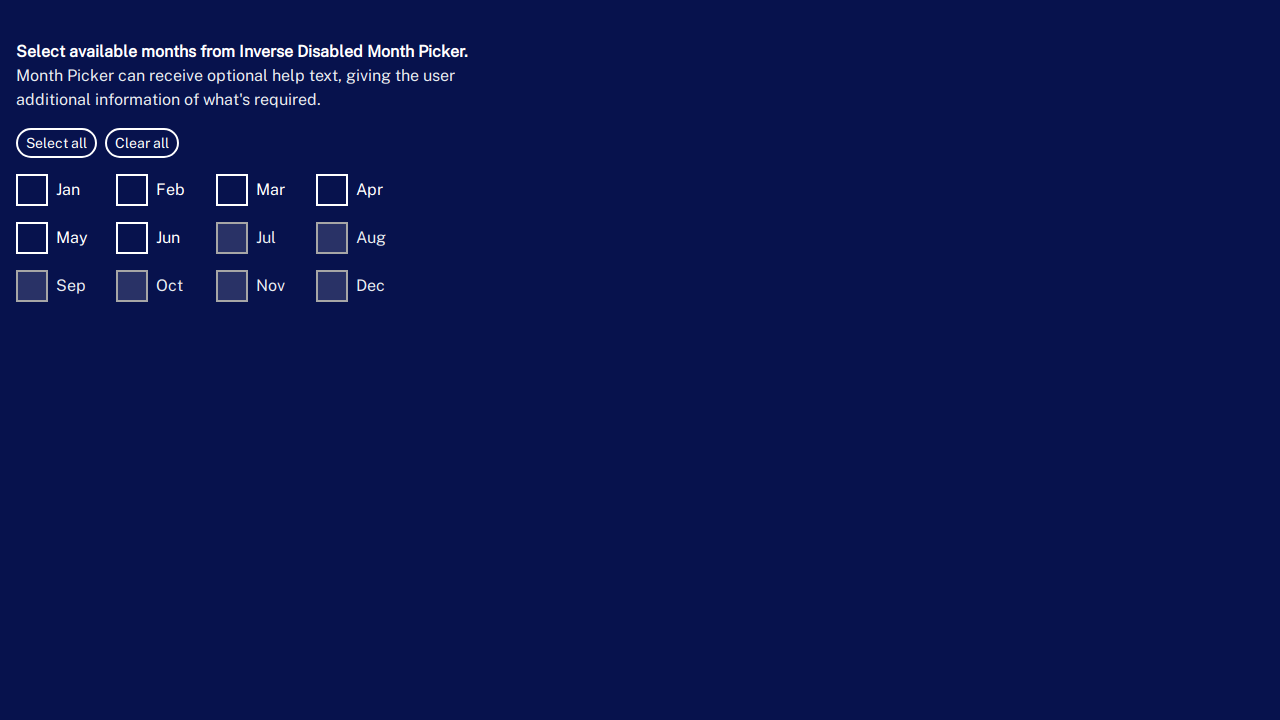 Select available months from Inverse Disabled Month Picker.
Month Picker can receive optional help text, giving the user
additional information of what's required.
Select all Clear all
Jan Feb Mar Apr
May Jun Jul Aug
Sep Oct Nov Dec